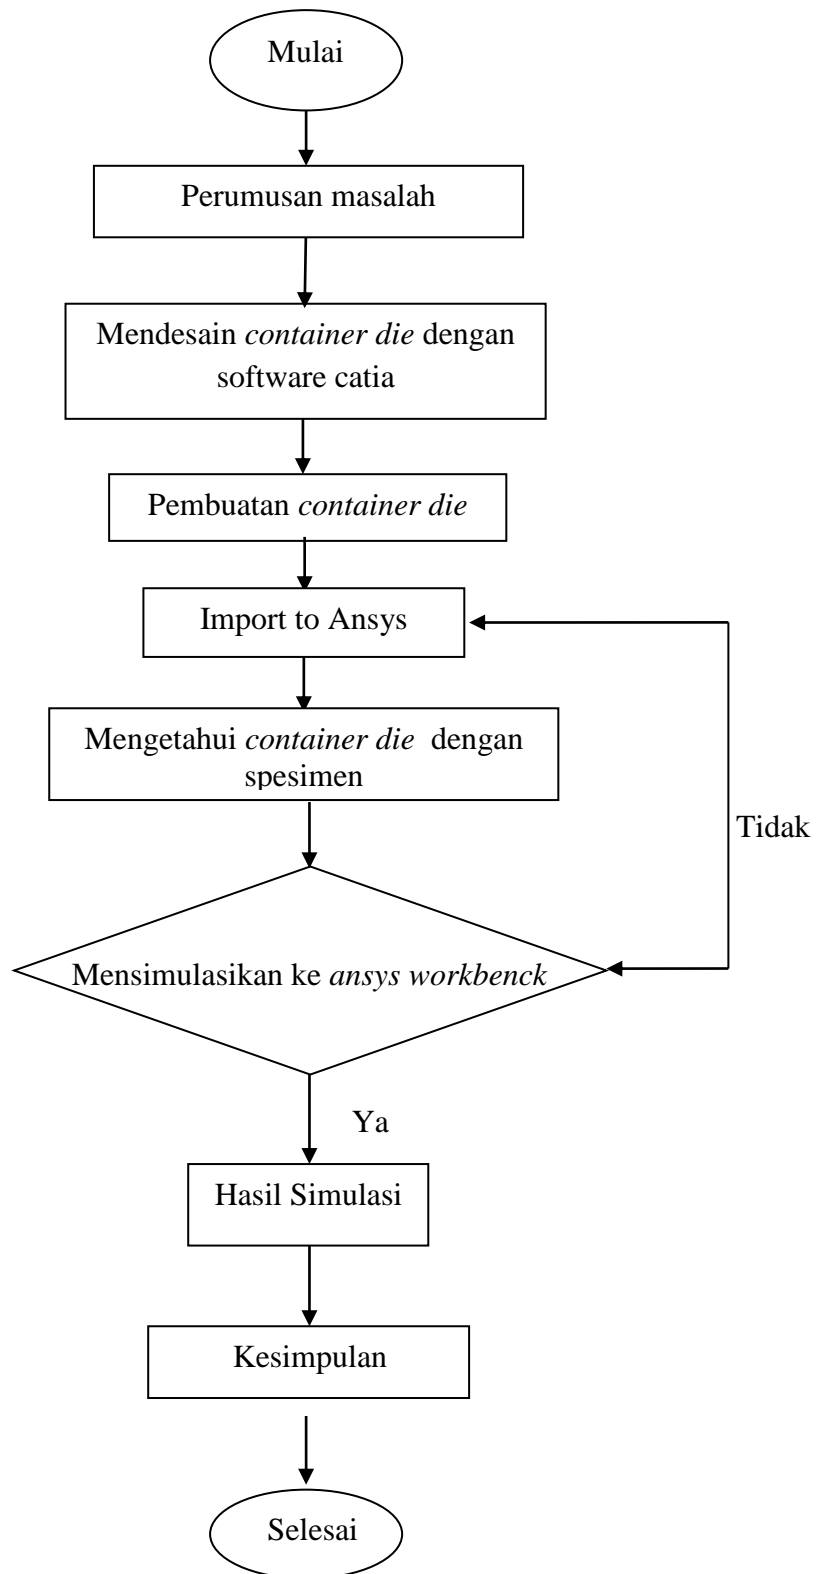 Mulai
Perumusan masalah
Mendesain container die dengan
software catia
Pembuatan container die
Import to Ansys
Mengetahui container die dengan
spesimen
Tidak
Mensimulasikan ke ansys workbenck
Ya
Hasil Simulasi
Kesimpulan
Selesai